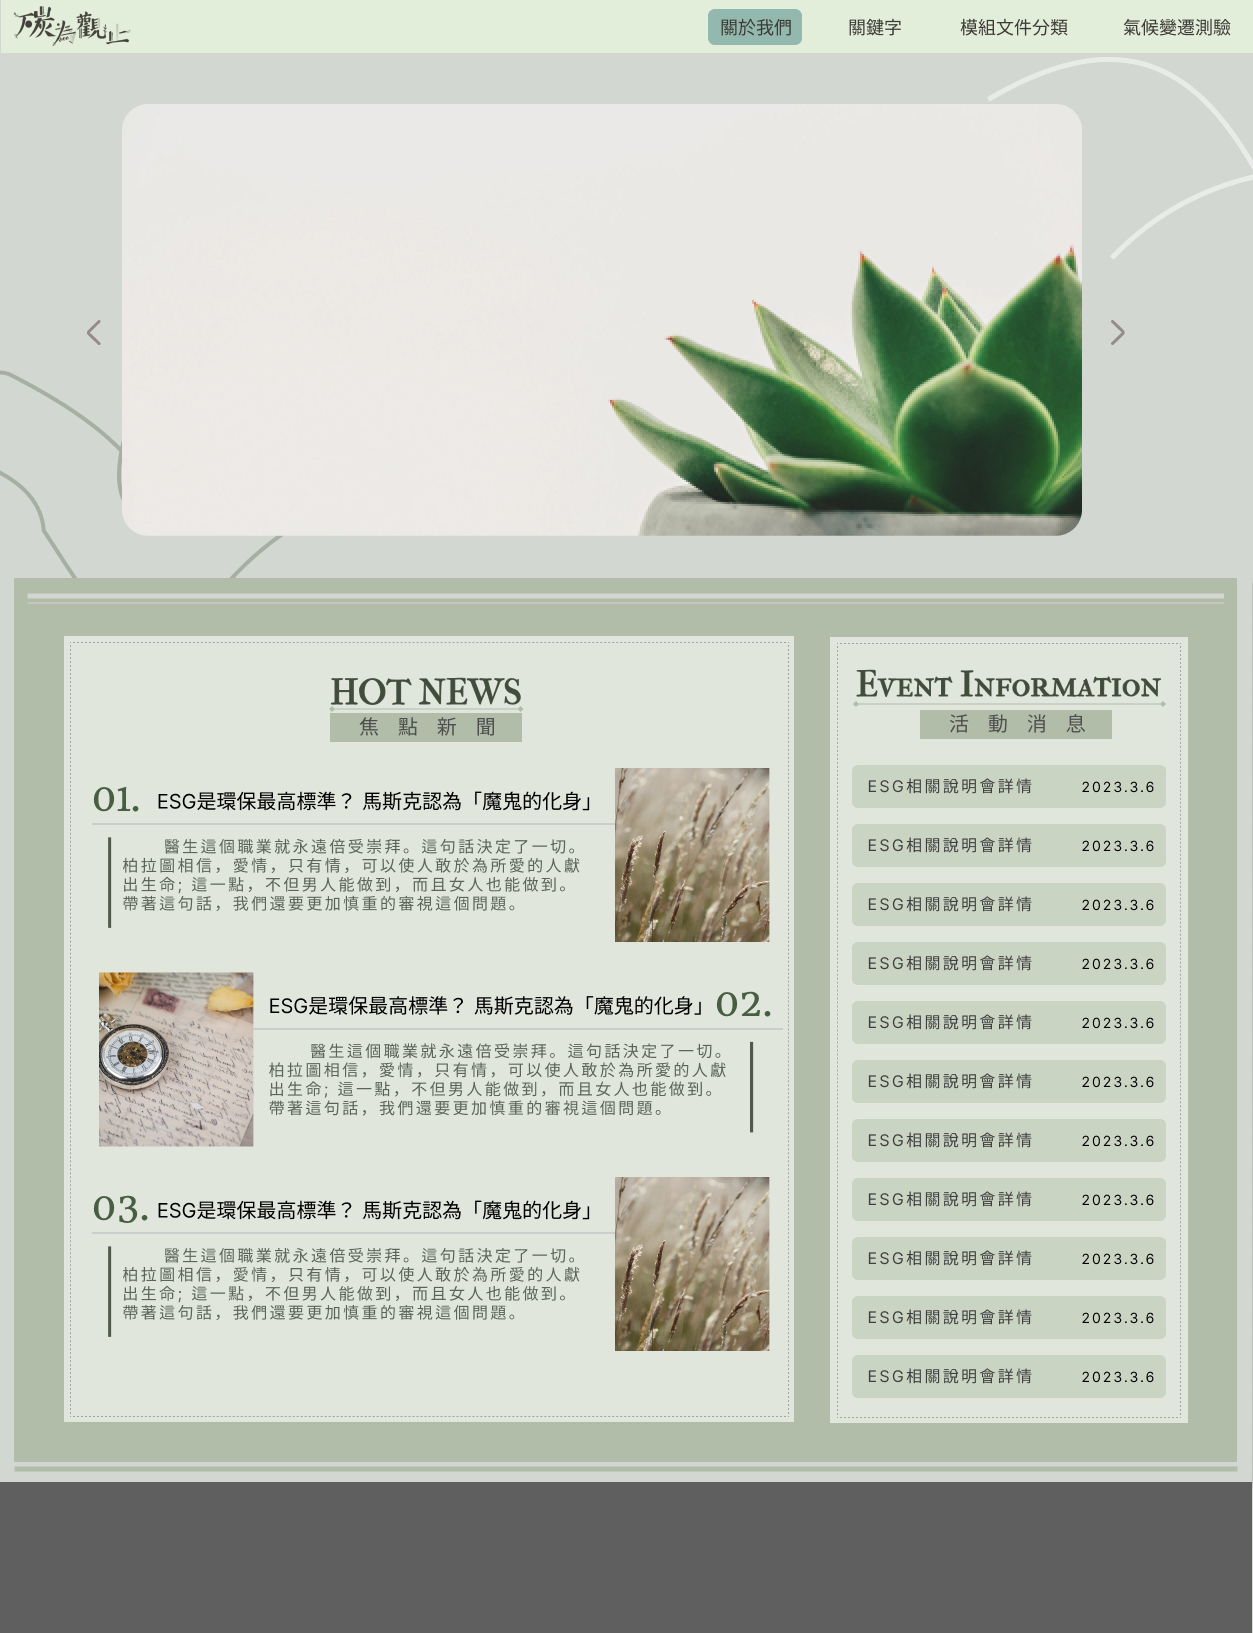 碳為觀止
關於我們
關鍵字
模組文件分類
氣候變遷測驗
HOT NEWS
焦點新聞
01. ESG是環保最高標準？ 馬斯克認為「魔鬼的化身」
醫生這個職業就永遠倍受崇拜。這句話決定了一切。
柏拉圖相信，愛情，只有情，可以使人敢於為所愛的人獻
出生命; 這一點，不但男人能做到，而且女人也能做到。
帶著這句話，我們還要更加慎重的審視這個問題。
ESG是環保最高標準？ 馬斯克認為「魔鬼的化身」 02.
醫生這個職業就永遠倍受崇拜。這句話決定了一切。
柏拉圖相信，愛情，只有情，可以使人敢於為所愛的人獻
出生命; 這一點，不但男人能做到，而且女人也能做到。
帶著這句話，我們還要更加慎重的審視這個問題。
03. ESG是環保最高標準？ 馬斯克認為「魔鬼的化身」
醫生這個職業就永遠倍受崇拜。這句話決定了一切。
柏拉圖相信，愛情，只有情，可以使人敢於為所愛的人獻
出生命; 這一點，不但男人能做到，而且女人也能做到。
帶著這句話，我們還要更加慎重的審視這個問題。
EVENT INFORMATION
活動消息
ESG相關說明會詳情 2023.3.6
ESG相關說明會詳情 2023.3.6
ESG相關說明會詳情 2023.3.6
ESG相關說明會詳情 2023.3.6
ESG相關說明會詳情 2023.3.6
ESG相關說明會詳情 2023.3.6
ESG相關說明會詳情 2023.3.6
ESG相關說明會詳情 2023.3.6
ESG相關說明會詳情 2023.3.6
ESG相關說明會詳情 2023.3.6
ESG相關說明會詳情 2023.3.6